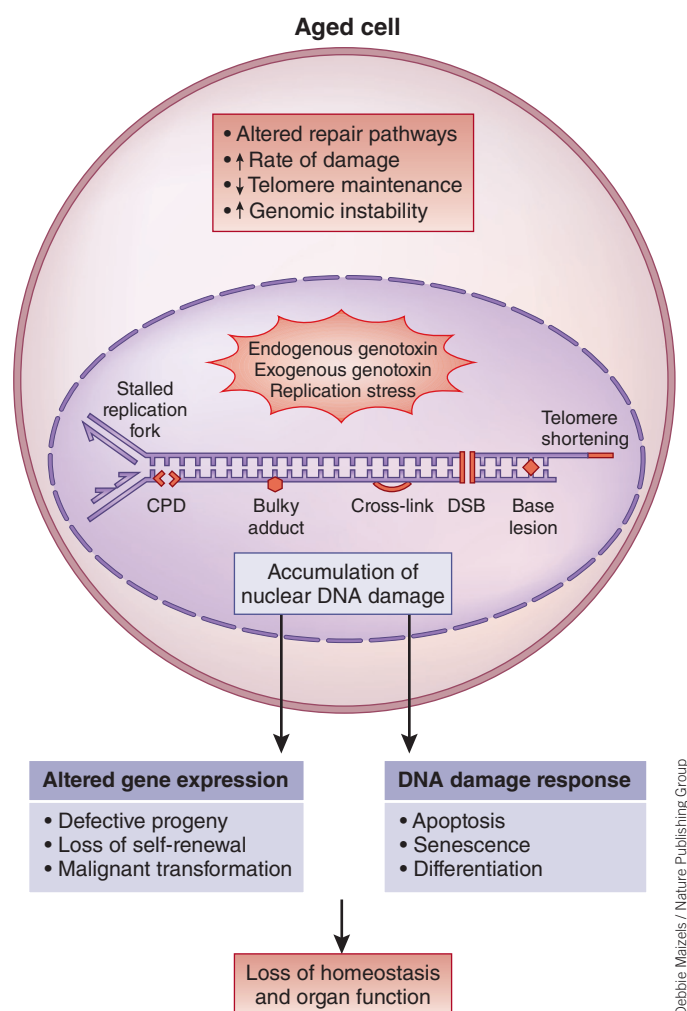 Aged cell
• Altered repair pathways
• ↑ Rate of damage
• ↓ Telomere maintenance
• ↑ Genomic instability
Endogenous genotoxin
Exogenous genotoxin
Replication stress
Stalled
replication
fork
Telomere
shortening
CPD
Bulky
adduct
Cross-link
DSB
Base
lesion
Accumulation of
nuclear DNA damage
Altered gene expression
• Defective progeny
• Loss of self-renewal
• Malignant transformation
DNA damage response
• Apoptosis
• Senescence
• Differentiation
Loss of homeostasis
and organ function
Debbie Maizels / Nature Publishing Group